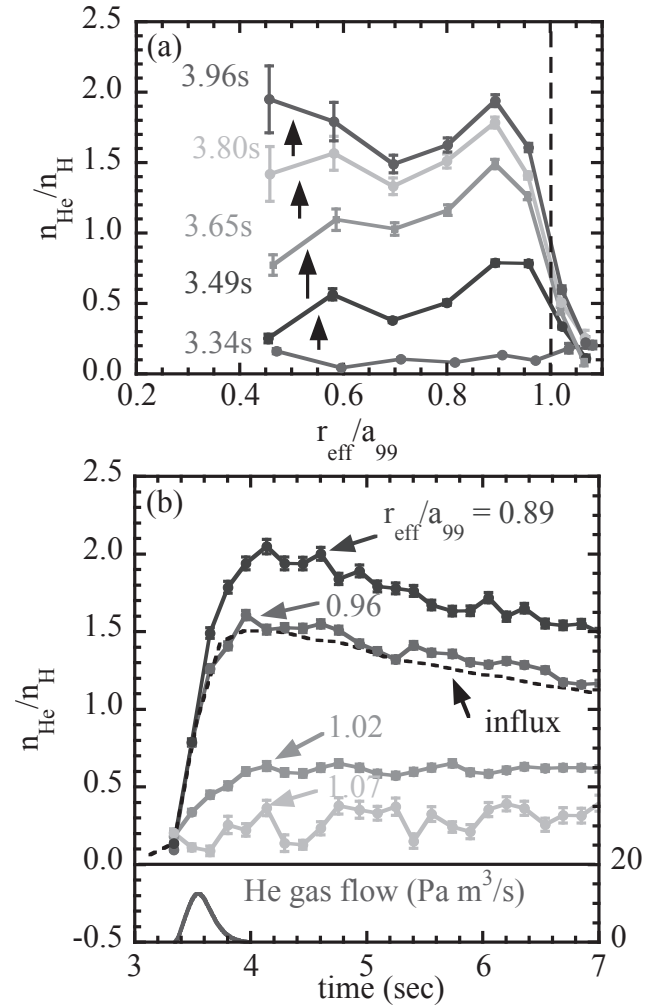 2.5
(a)
3.96s
2.0
3.80s
1.5
3.65s
1.0
3.49s
0.5
3.34s
0.0
n_He/n_H
0.2 0.4 0.6 0.8 1.0
r_eff/a_99
2.5
(b)
r_eff/a_99 = 0.89
2.0
0.96
1.5
influx
1.0
1.02
0.5
1.07
0.0
n_He/n_H
20
He gas flow (Pa m³/s)
-0.5
0
3 4 5 6 7
time (sec)